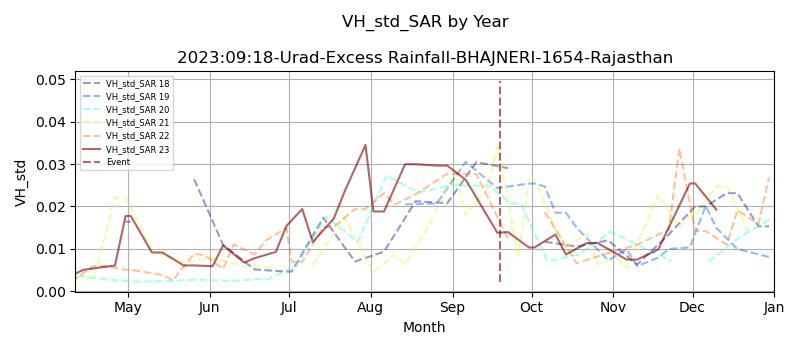 VH_std_SAR by Year
2023:09:18-Urad-Excess Rainfall-BHAJNERI-1654-Rajasthan
VH_std
0.05
0.04
0.03
0.02
0.01
0.00
VH_std_SAR 18
VH_std_SAR 19
VH_std_SAR 20
VH_std_SAR 21
VH_std_SAR 22
VH_std_SAR 23
Event
May Jun Jul Aug Sep Oct Nov Dec Jan
Month